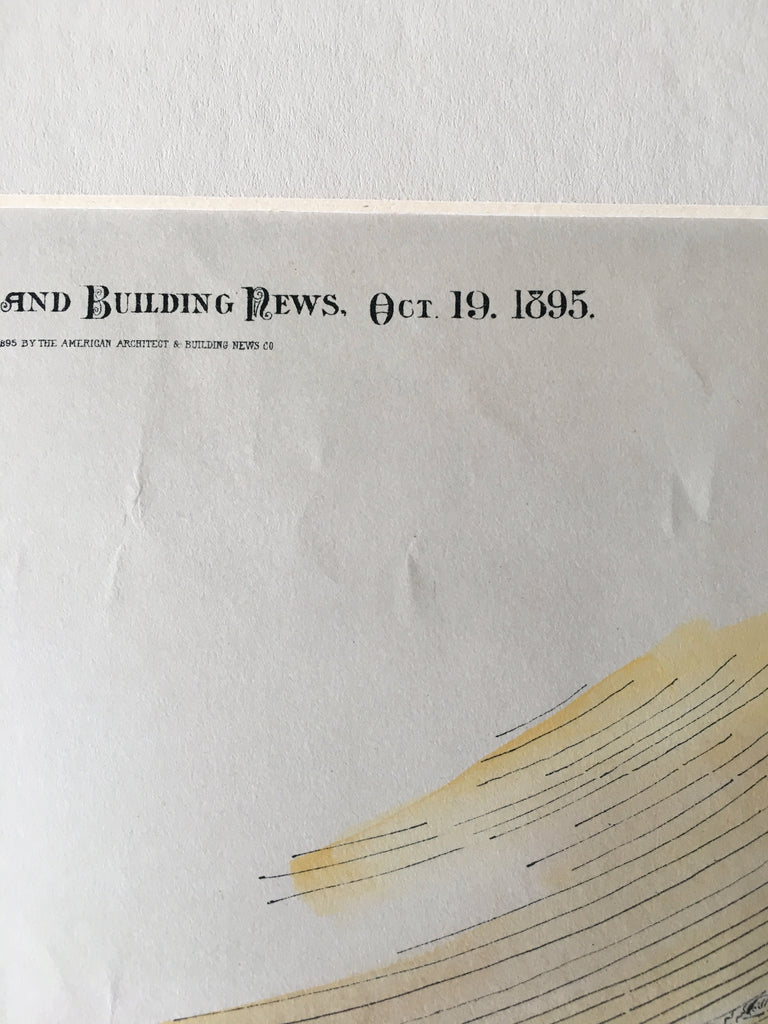 AND BUILDING NEWS, OCT. 19. 1895.
895 BY THE AMERICAN ARCHITECT & BUILDING NEWS CO